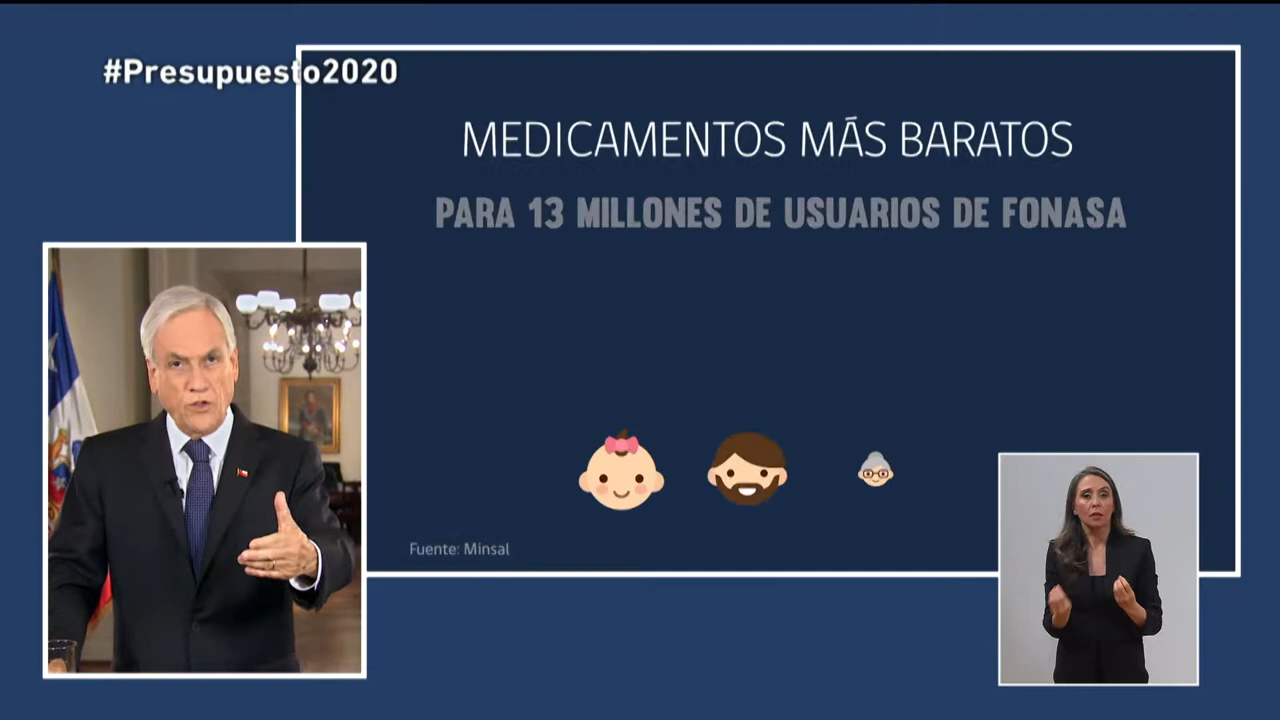 #Presupuesto2020
MEDICAMENTOS MÁS BARATOS
PARA 13 MILLONES DE USUARIOS DE FONASA
Fuente: Minsal